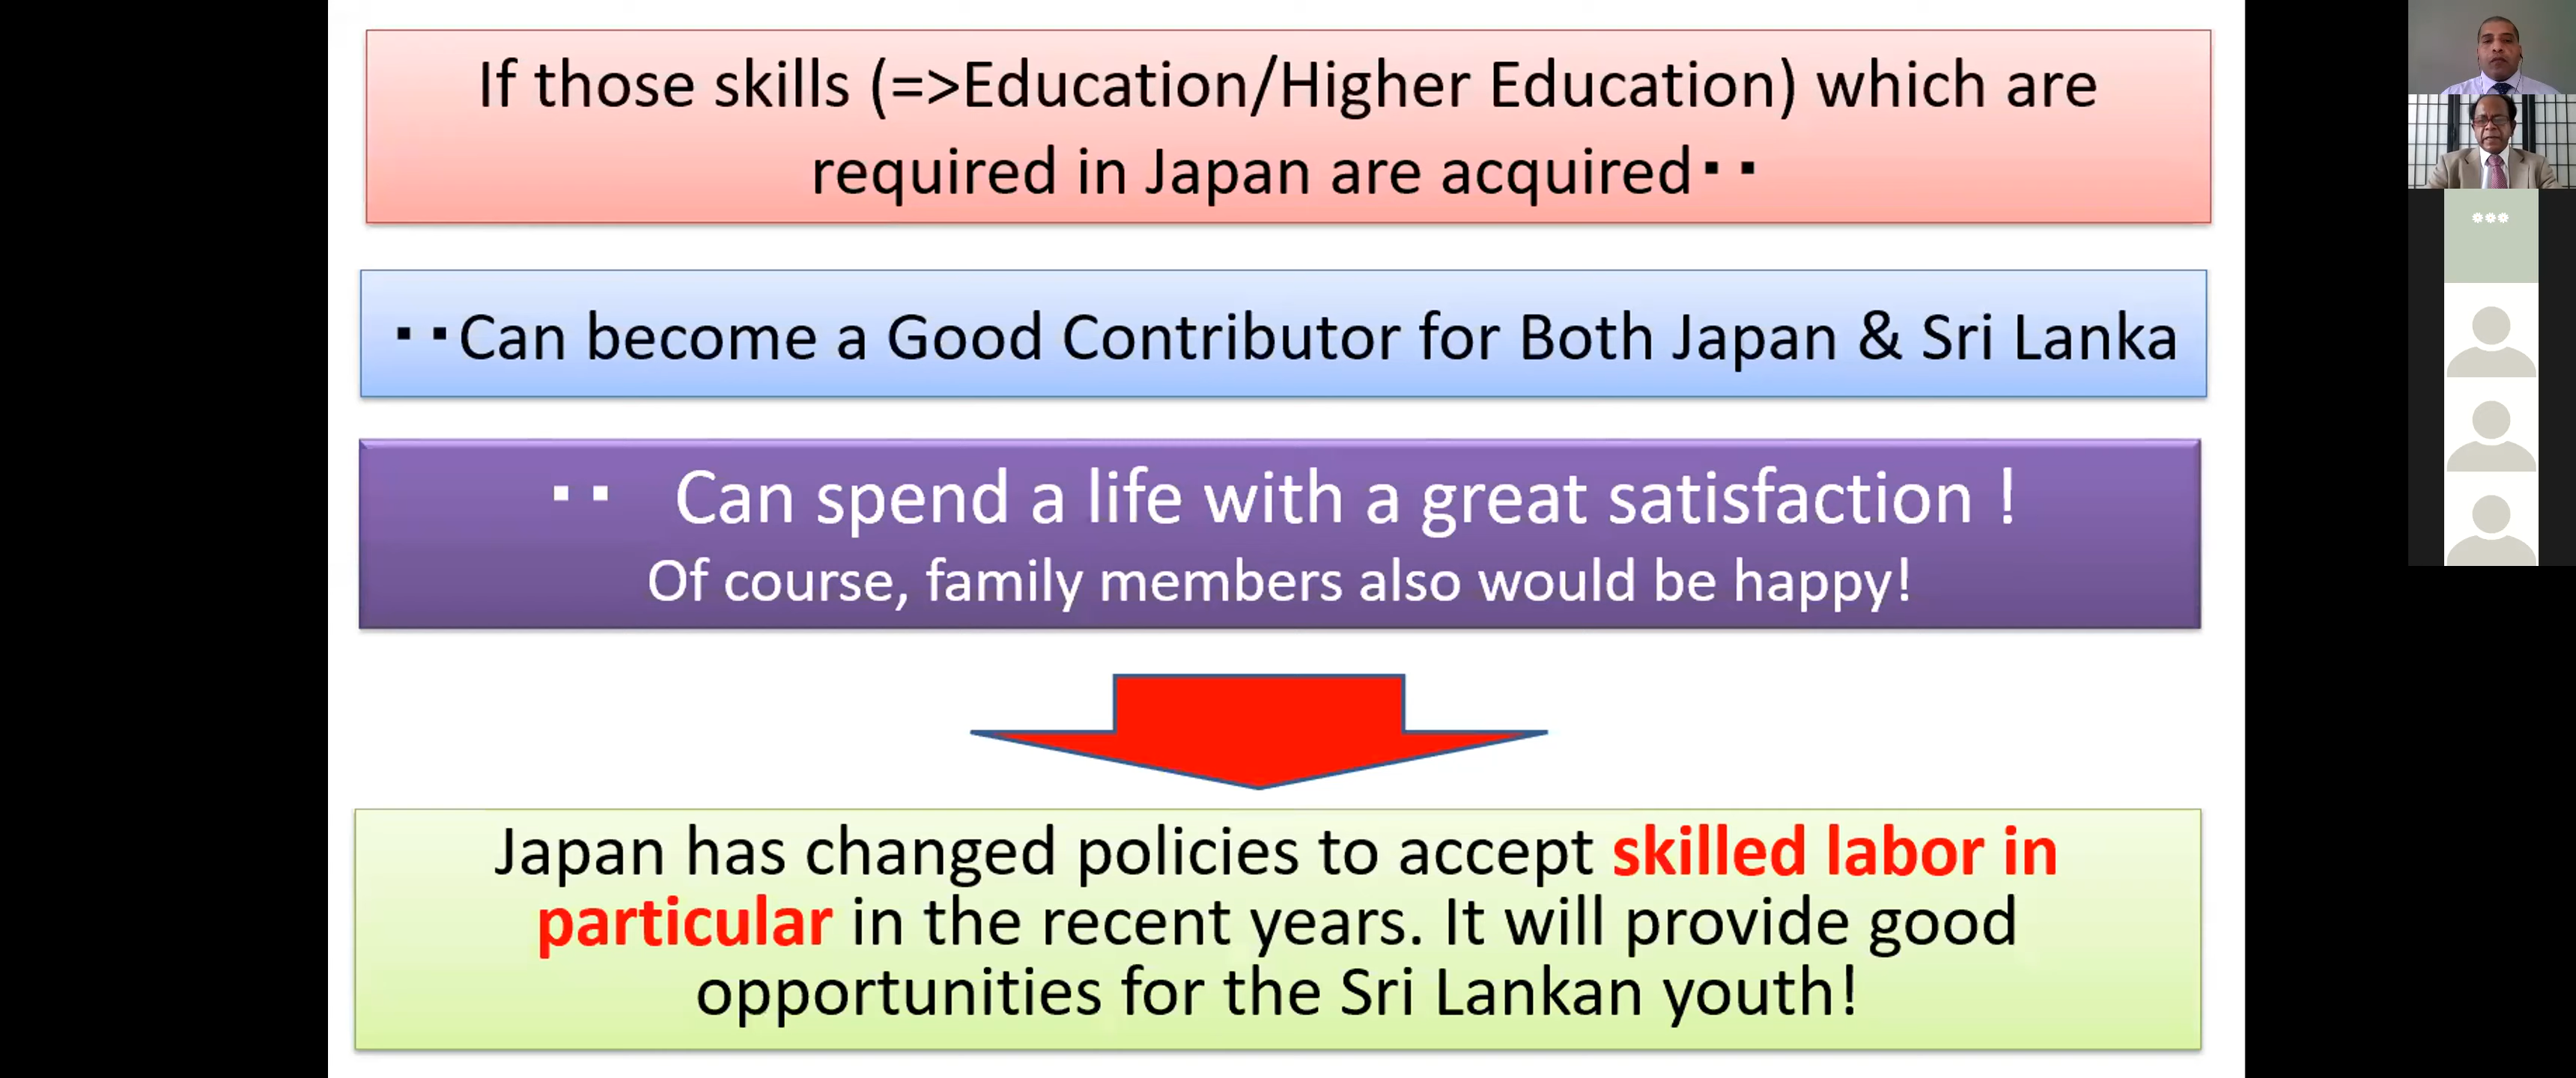 If those skills (=>Education/Higher Education) which are
required in Japan are acquired・・
・・Can become a Good Contributor for Both Japan & Sri Lanka
・・ Can spend a life with a great satisfaction !
Of course, family members also would be happy!
Japan has changed policies to accept skilled labor in
particular in the recent years. It will provide good
opportunities for the Sri Lankan youth!